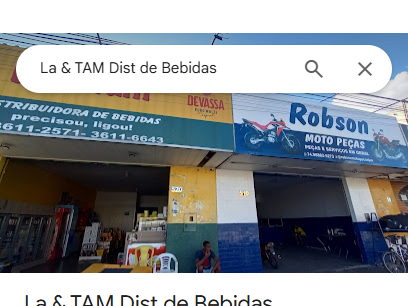 La & TAM Dist de Bebidas
DEVASSA
STRIBUIDORA DE BEBIDAS
precisou, ligou!
3611-2571- 3611-6643
Robson
MOTO PEÇAS
PEÇAS E SERVIÇOS EM GERAL
La & TAM Dist de Bebidas